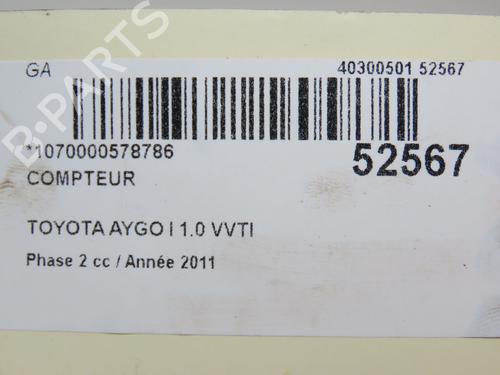 GA
40300501 52567
*1070000578786
52567
COMPTEUR
TOYOTA AYGO I 1.0 VVTI
Phase 2 cc / Année 2011
B-PARTS